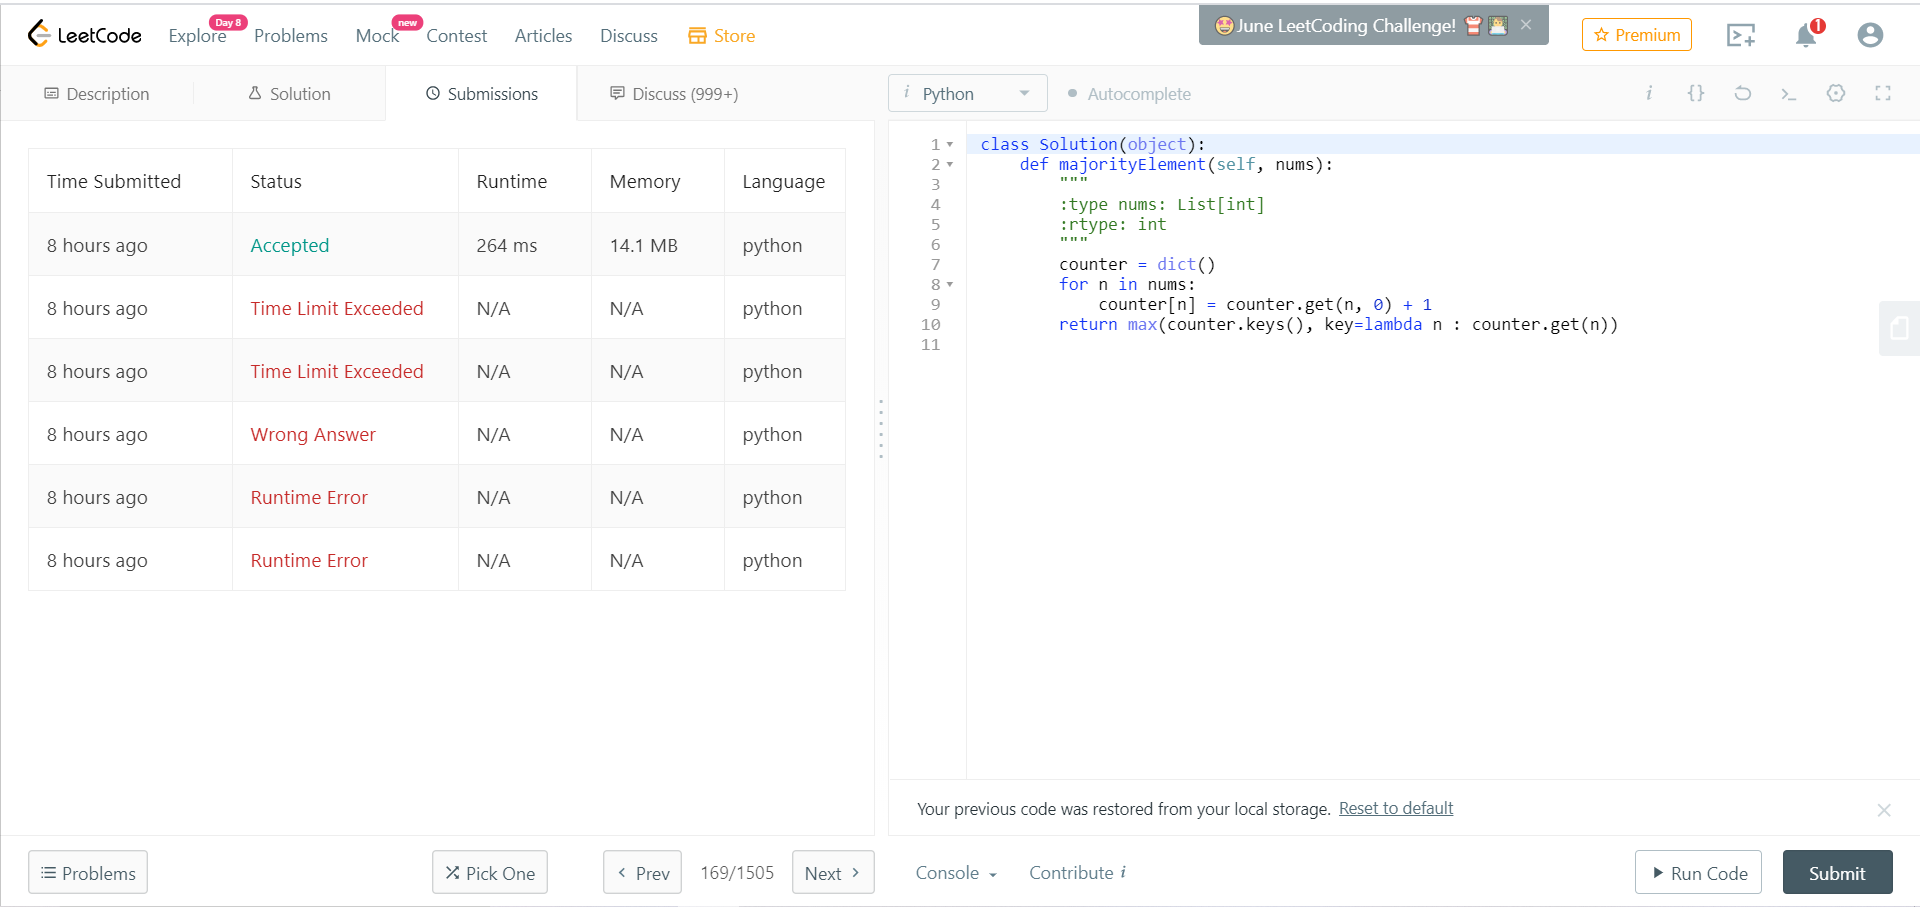 LeetCode Explore Day 8 Problems Mock new Contest Articles Discuss Store June LeetCoding Challenge! Premium 1
Description Solution Submissions Discuss (999+)
i Python Autocomplete i {}
Time Submitted Status Runtime Memory Language
8 hours ago Accepted 264 ms 14.1 MB python
8 hours ago Time Limit Exceeded N/A N/A python
8 hours ago Time Limit Exceeded N/A N/A python
8 hours ago Wrong Answer N/A N/A python
8 hours ago Runtime Error N/A N/A python
8 hours ago Runtime Error N/A N/A python
1 class Solution(object):
2 def majorityElement(self, nums):
3 """
4 :type nums: List[int]
5 :rtype: int
6 """
7 counter = dict()
8 for n in nums:
9 counter[n] = counter.get(n, 0) + 1
10 return max(counter.keys(), key=lambda n : counter.get(n))
11
Your previous code was restored from your local storage. Reset to default
Problems Pick One Prev 169/1505 Next Console Contribute i Run Code Submit